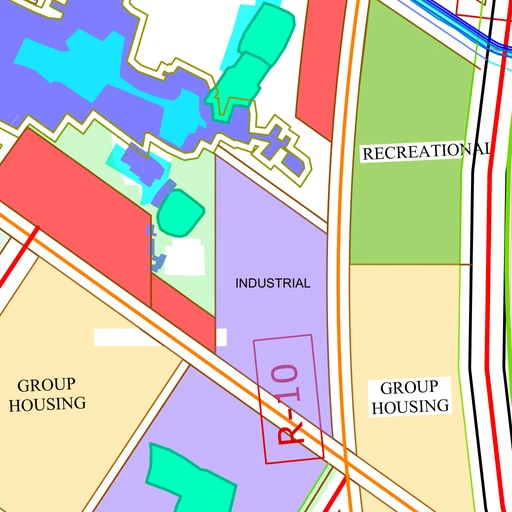 RECREATIONAL
INDUSTRIAL
R-10
GROUP
HOUSING
GROUP
HOUSING